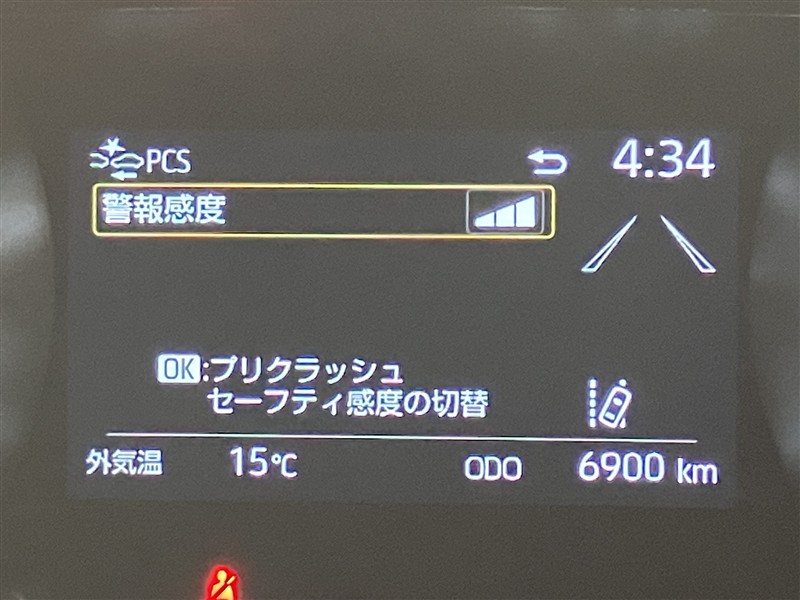 PCS
4:34
警報感度
OK:プリクラッシュ
セーフティ感度の切替
外気温 15℃ ODO 6900 km